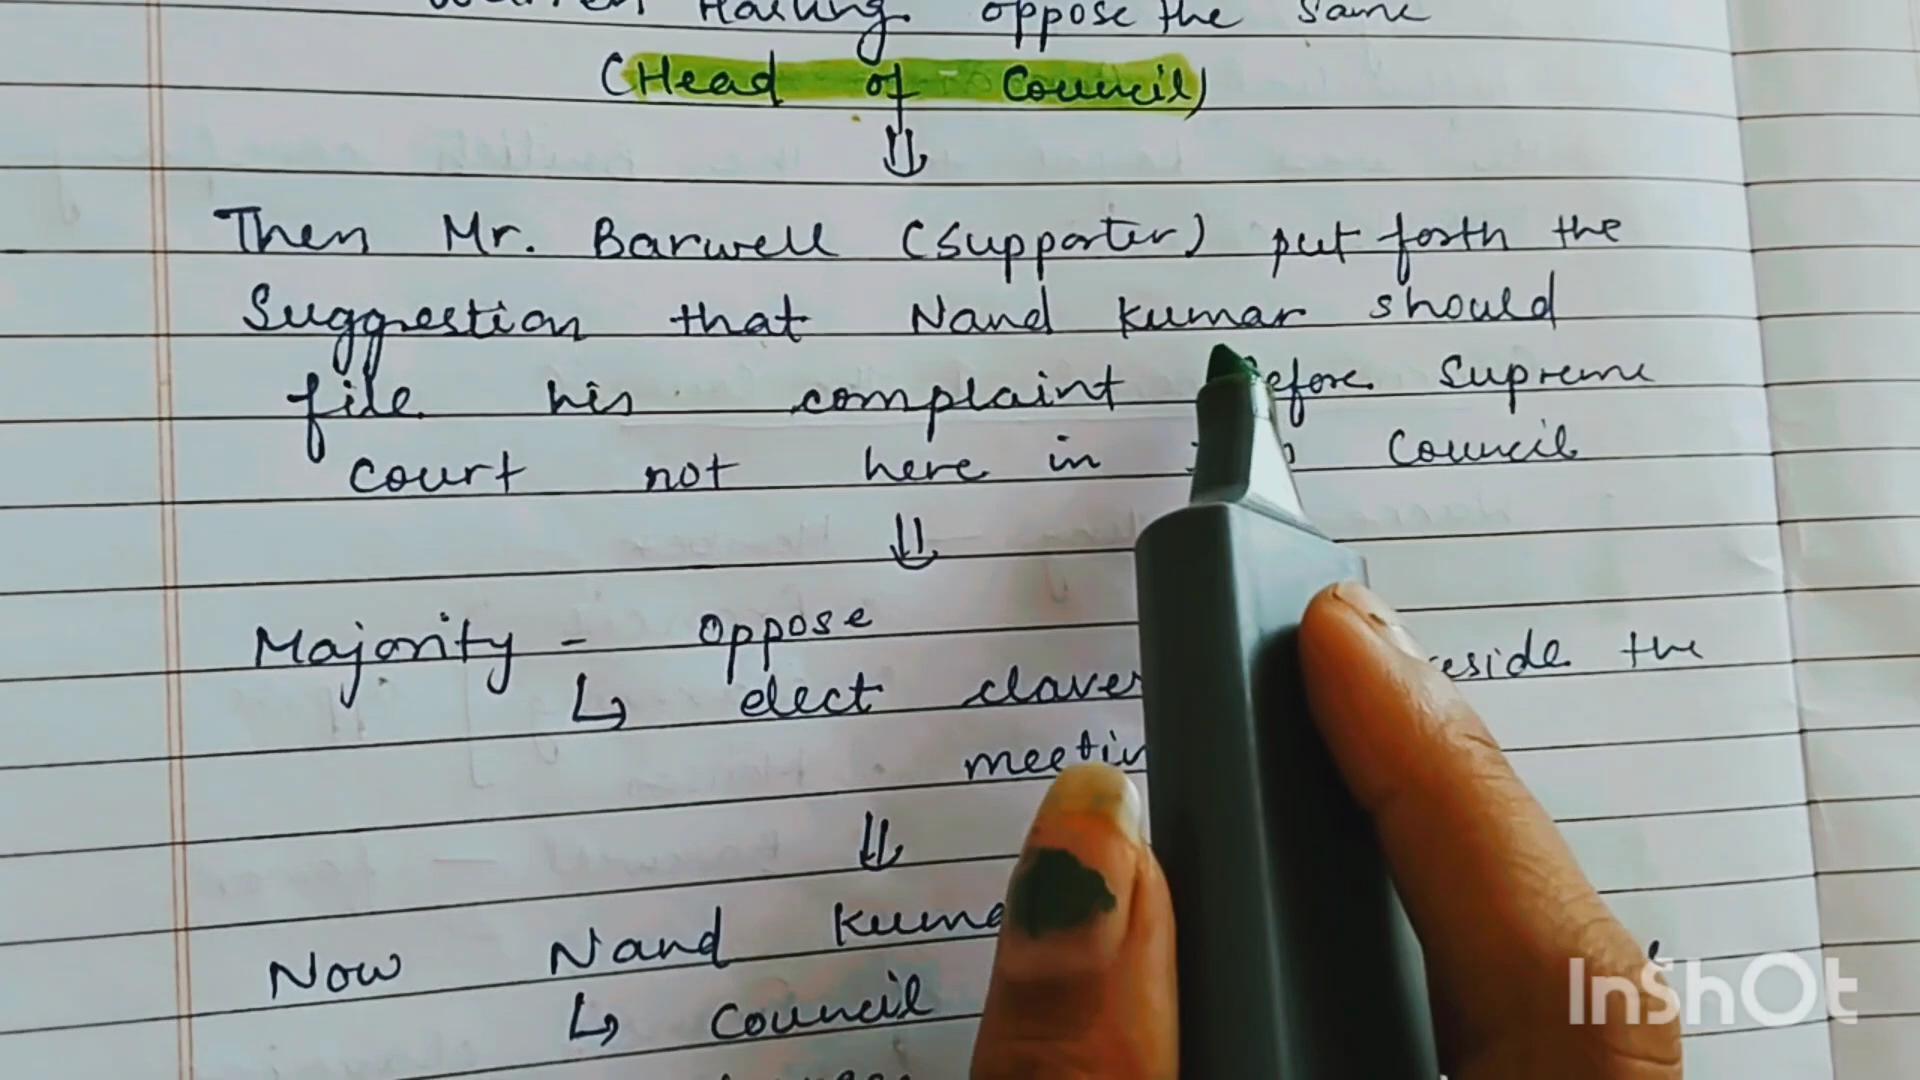 oppose the same
(Head of Council)
Then Mr. Barwell (Supporter) put forth the
Suggestion that Nand Kumar should
file his complaint before Supreme
court not here in Council
Majority - oppose
↳ elect claver eside the
meetin
Now Nand Kuma
↳ Council
InShOt